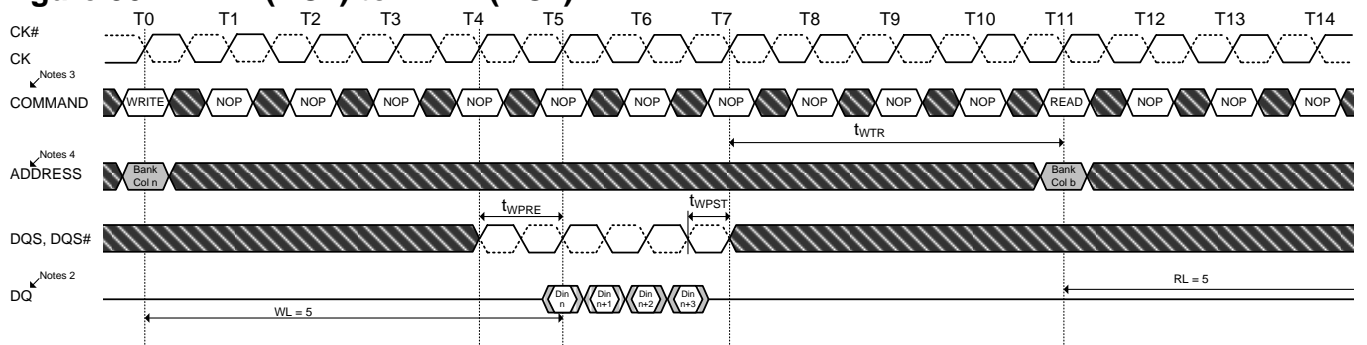 T0 T1 T2 T3 T4 T5 T6 T7 T8 T9 T10 T11 T12 T13 T14
CK#
CK
Notes 3
COMMAND WRITE NOP NOP NOP NOP NOP NOP NOP NOP NOP NOP READ NOP NOP NOP
tWTR
Notes 4
ADDRESS Bank Col n Bank Col b
tWPRE tWPST
DQS, DQS#
Notes 2
DQ Din n Din n+1 Din n+2 Din n+3
RL = 5
WL = 5